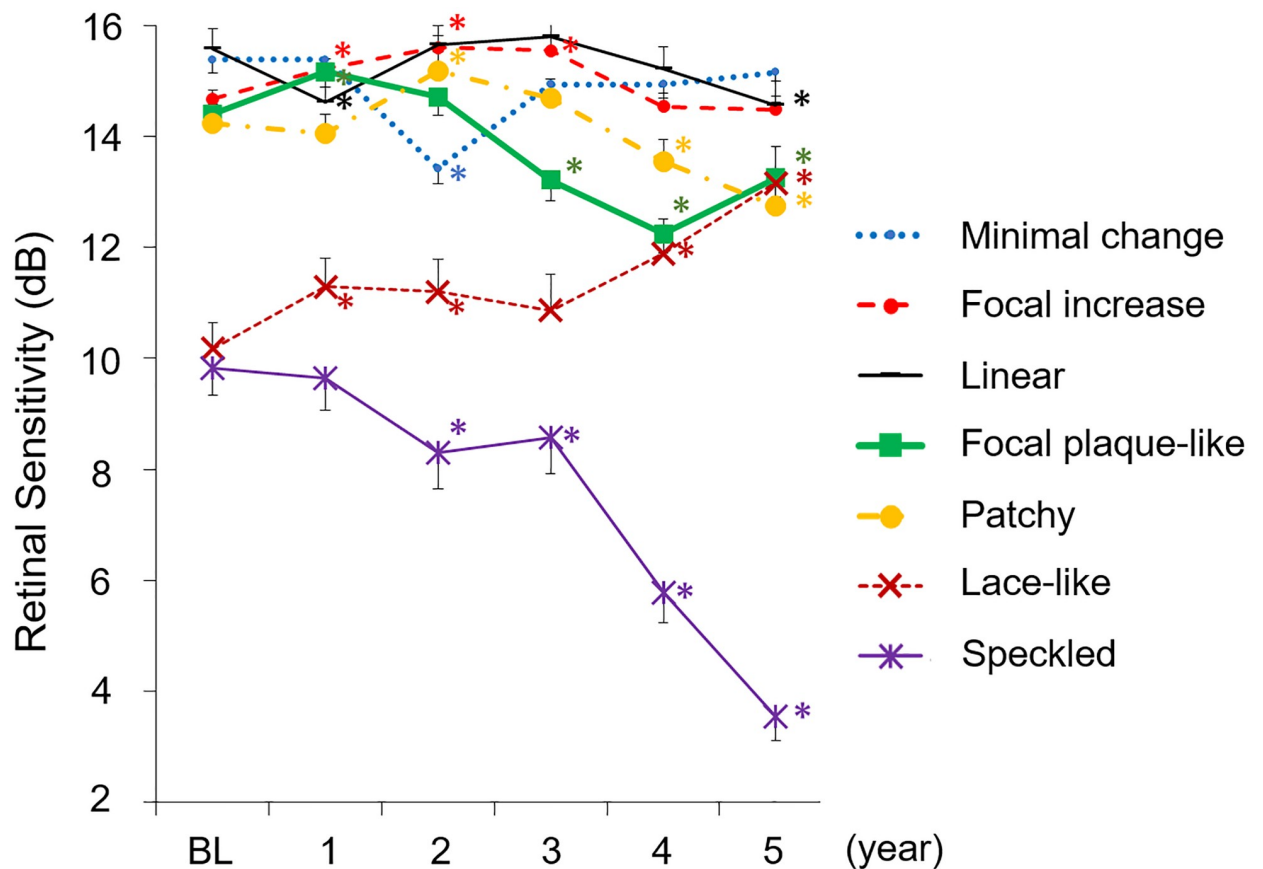 Retinal Sensitivity (dB)
16
14
12
10
8
6
4
2
BL 1 2 3 4 5 (year)
Minimal change
Focal increase
Linear
Focal plaque-like
Patchy
Lace-like
Speckled